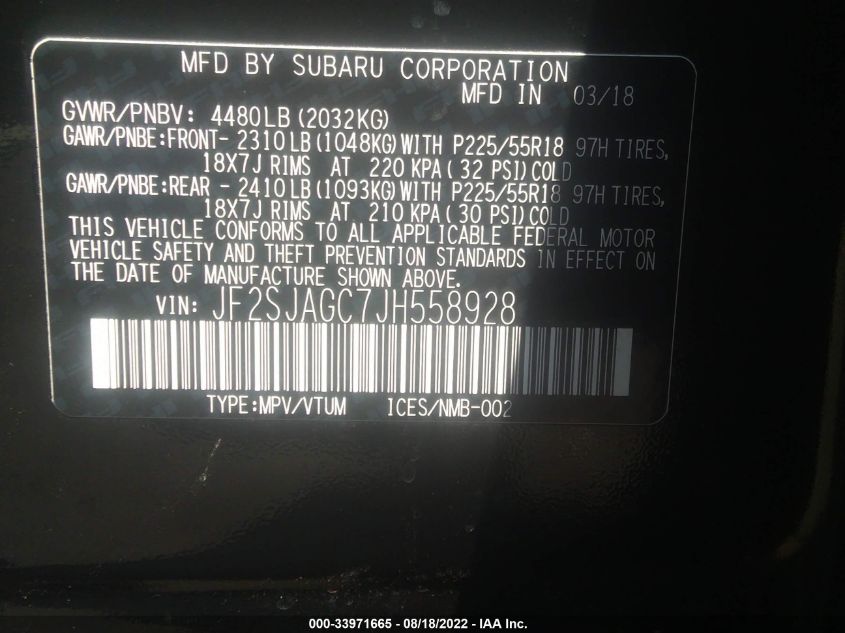 MFD BY SUBARU CORPORATION
MFD IN 03/18
GVWR/PNBV: 4480LB(2032KG)
GAWR/PNBE:FRONT- 2310LB(1048KG)WITH P225/55R18 97H TIRES,
18X7J RIMS AT 220 KPA(32 PSI)COLD
GAWR/PNBE:REAR - 2410LB(1093KG)WITH P225/55R18 97H TIRES,
18X7J RIMS AT 210 KPA(30 PSI)COLD
THIS VEHICLE CONFORMS TO ALL APPLICABLE FEDERAL MOTOR
VEHICLE SAFETY AND THEFT PREVENTION STANDARDS IN EFFECT ON
THE DATE OF MANUFACTURE SHOWN ABOVE.
VIN: JF2SJAGC7JH558928
TYPE:MPV/VTUM ICES/NMB-002
000-33971665 - 08/18/2022 - IAA Inc.